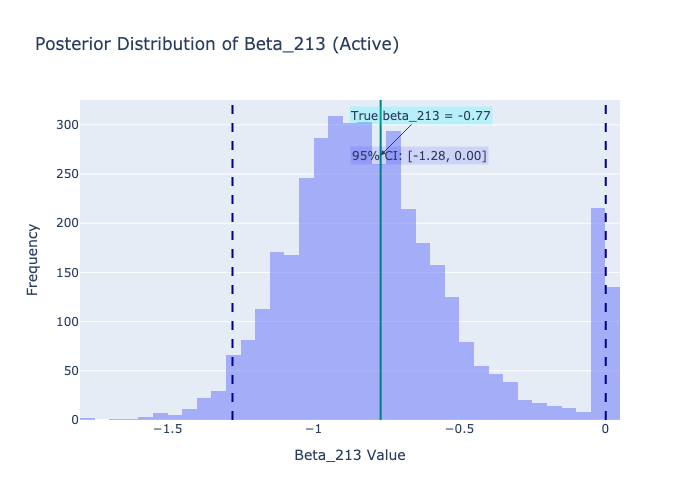 Posterior Distribution of Beta_213 (Active)
True beta_213 = -0.77
95% CI: [-1.28, 0.00]
Frequency
300
250
200
150
100
50
0
−1.5
−1
−0.5
0
Beta_213 Value